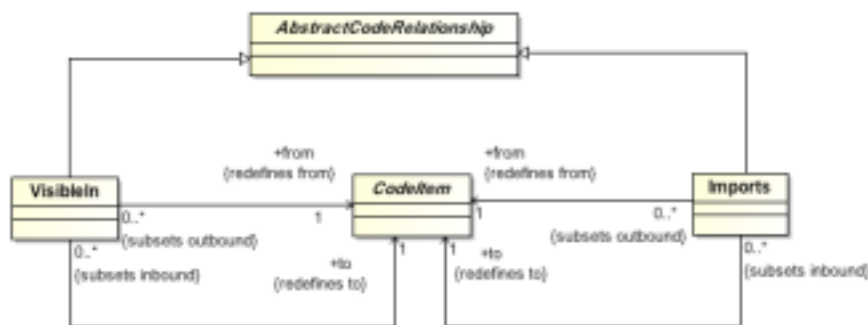 AbstractCodeRelationship
+from
{redefines from}
+from
{redefines from}
VisibleIn
CodeItem
Imports
0..*
1
1
0..*
{subsets outbound}
{subsets outbound}
0..*
{subsets inbound}
+to
{redefines to}
1
1
+to
{redefines to}
0..*
{subsets inbound}